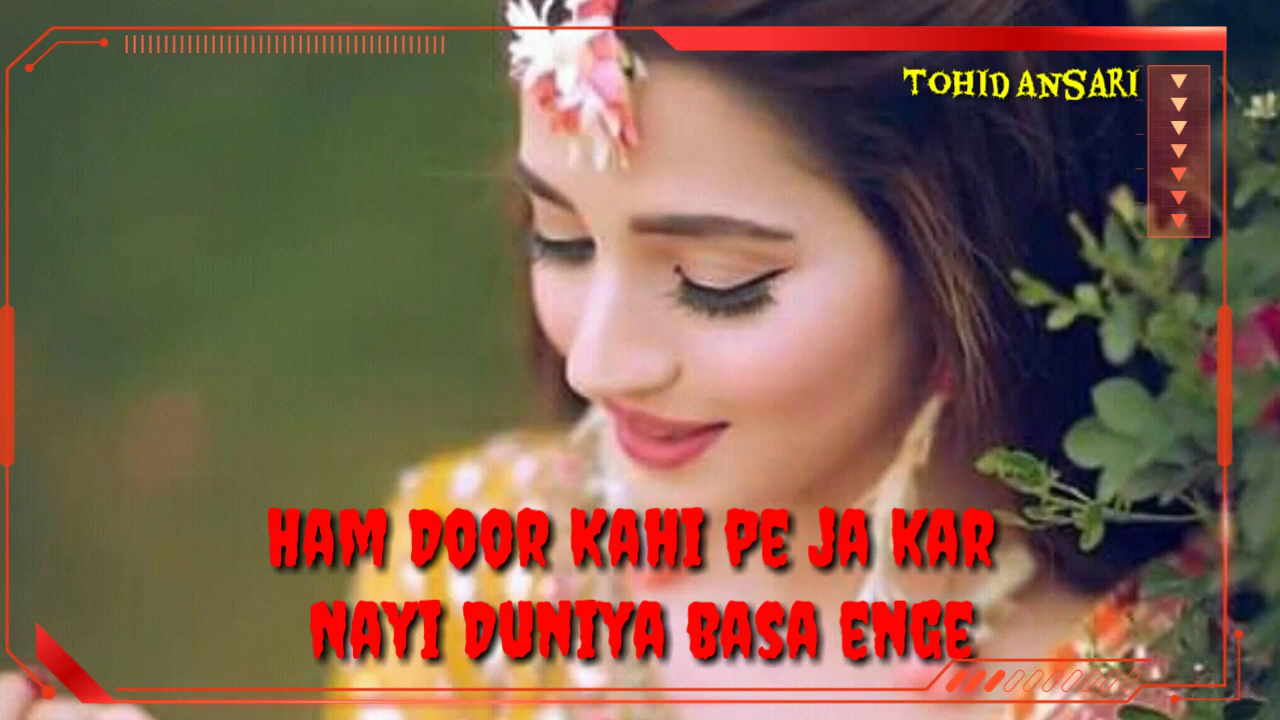 TOHID ANSARI
HAM DOOR KAHI PE JA KAR
NAYI DUNIYA BASA ENGE